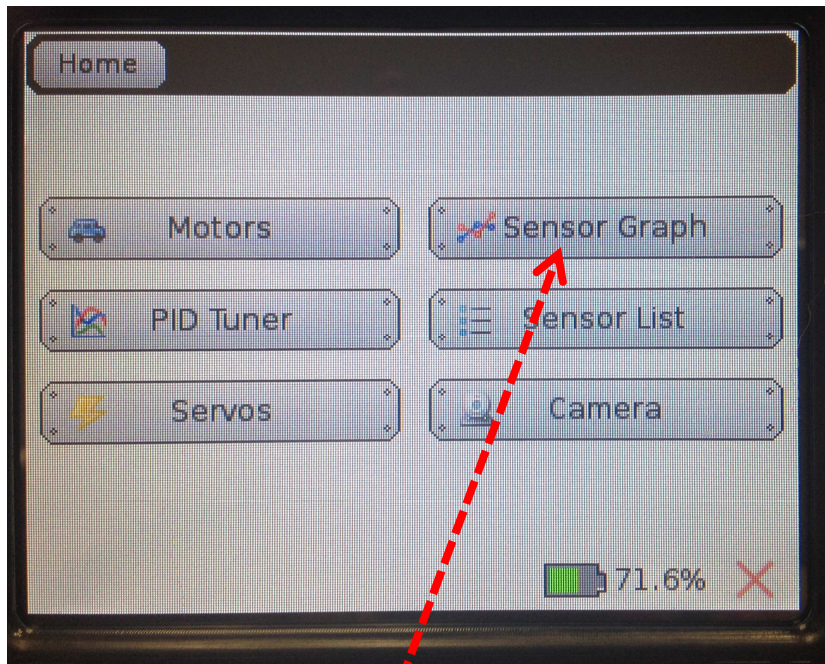 Home
Motors
Sensor Graph
PID Tuner
Sensor List
Servos
Camera
71.6%